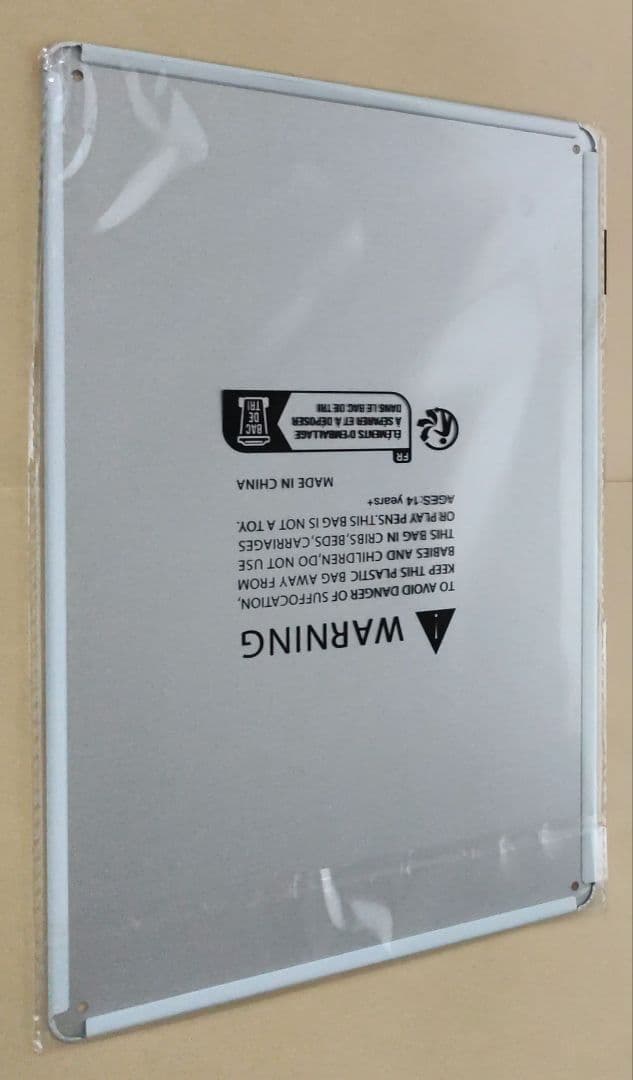 WARNING
TO AVOID DANGER OF SUFFOCATION,
KEEP THIS PLASTIC BAG AWAY FROM
BABIES AND CHILDREN,DO NOT USE
THIS BAG IN CRIBS,BEDS,CARRIAGES
OR PLAY PENS.THIS BAG IS NOT A TOY.
AGES:14 years+
MADE IN CHINA
FR
ÉLÉMENTS D'EMBALLAGE
À SÉPARER ET À DÉPOSER
DANS LE BAC DE TRI
BAC
DE
TRI